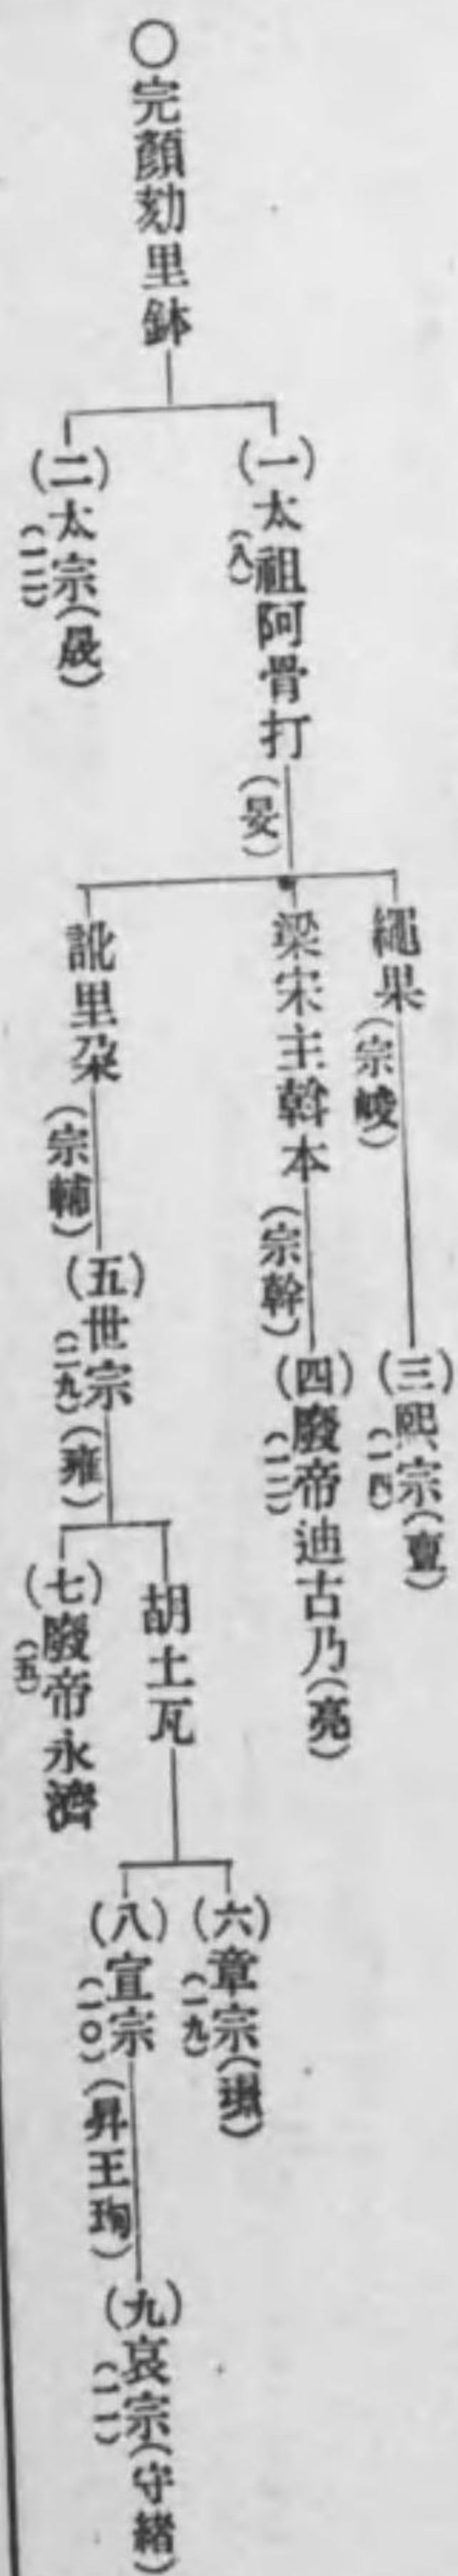 〇完顏劾里鉢
(一)太祖阿骨打
(八)
(晏)
(二)太宗(晟)
(一二)
繩果
(宗峻)
(三)熙宗(亶)
(一四)
梁宋主斡本
(宗幹)
(四)廢帝迪古乃(亮)
(一二)
訛里朶
(宗輔)
(五)世宗
(二九)(雍)
胡土瓦
(六)章宗(璟)
(一九)
(八)宣宗
(一〇)(昇王珣)
(九)哀宗(守緒)
(一一)
(七)廢帝永濟
(五)